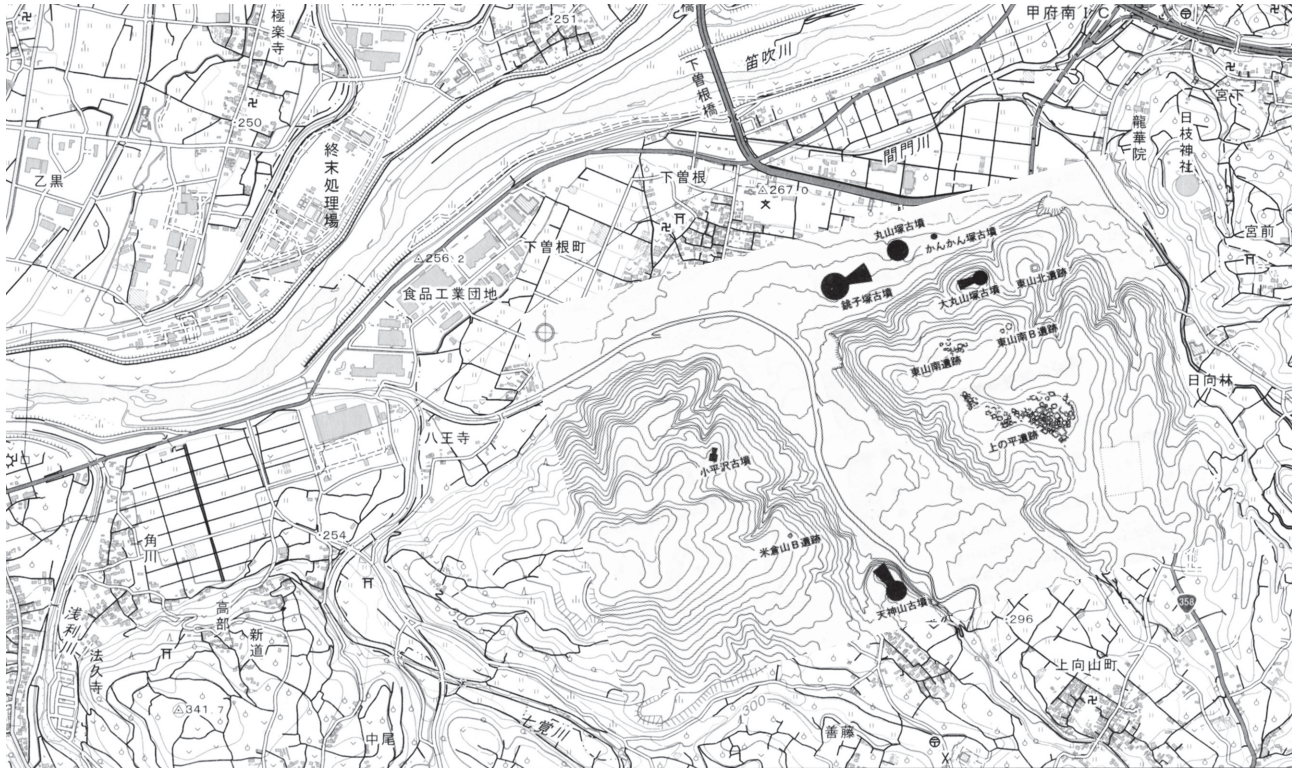 極楽寺
251
橋
甲府南IC
笛吹川
下曽根橋
宮下
250
龍華院
日枝神社
終末処理場
間門川
乙黒
下曽根
267.0
文
丸山塚古墳
かんかん塚古墳
宮前
下曽根町
256.2
食品工業団地
銚子塚古墳
大丸山塚古墳
東山北遺跡
東山南B遺跡
東山南遺跡
日向林
上の平遺跡
八王寺
小平沢古墳
254
米倉山B遺跡
角川
天神山古墳
358
高部
296
浅利川
新道
法久寺
上向山町
341.7
300
七覚川
中尾
善藤